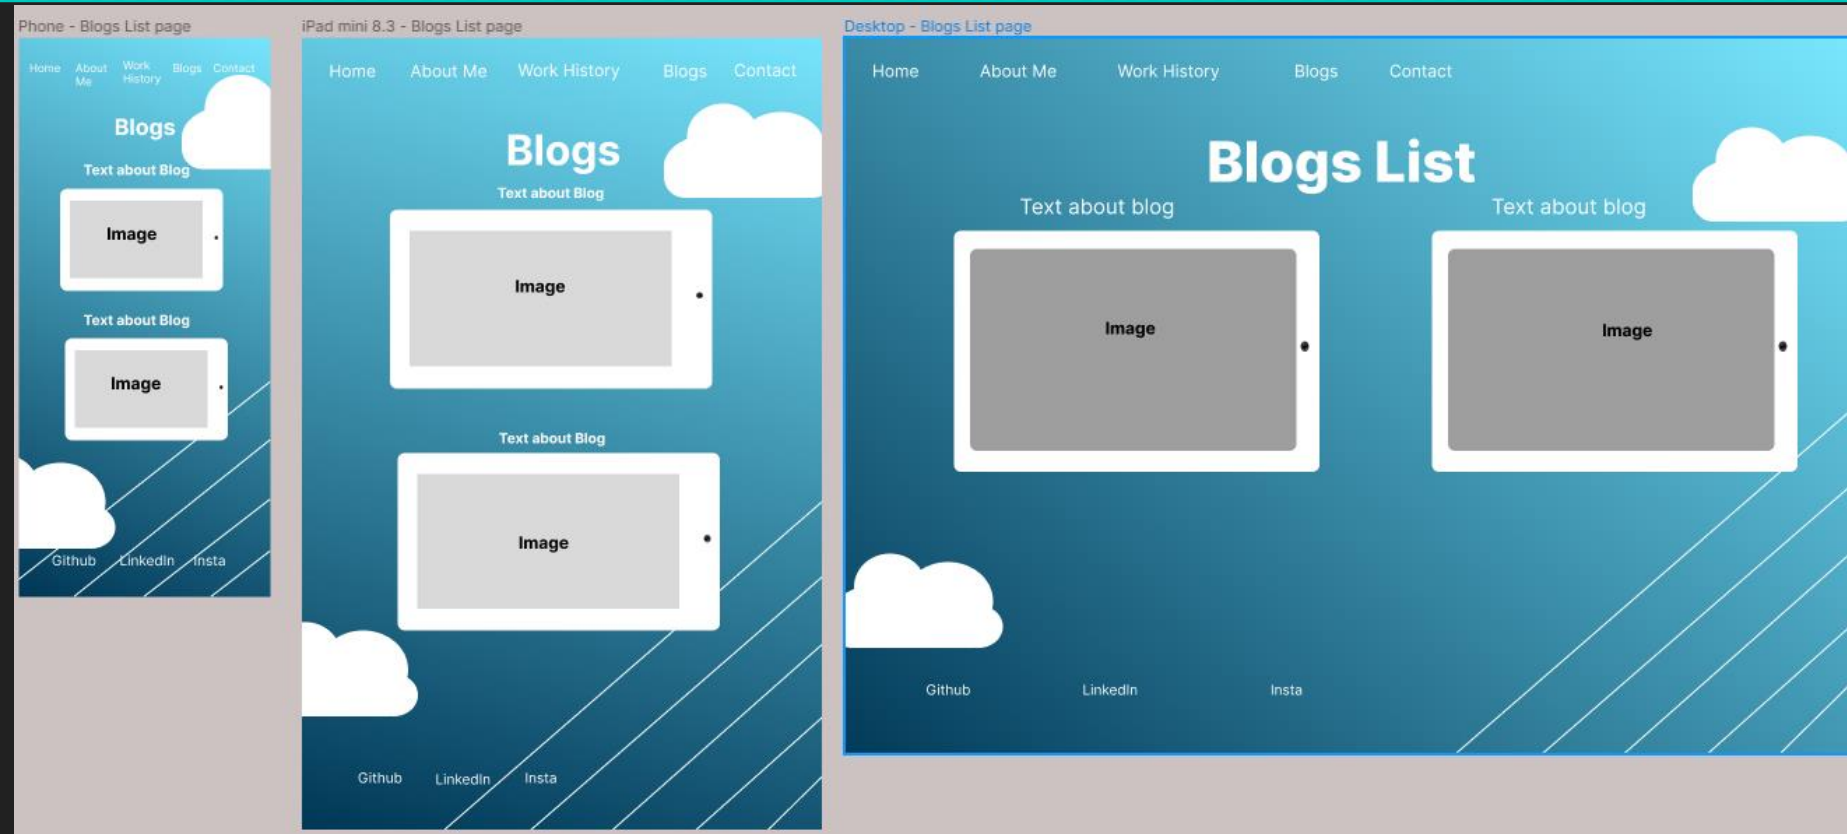 Phone - Blogs List page
Home About Me Work History Blogs Contact
Blogs
Text about Blog
Image
Text about Blog
Image
Github LinkedIn Insta
iPad mini 8.3 - Blogs List page
Home About Me Work History Blogs Contact
Blogs
Text about Blog
Image
Text about Blog
Image
Github LinkedIn Insta
Desktop - Blogs List page
Home About Me Work History Blogs Contact
Blogs List
Text about blog Text about blog
Image Image
Github LinkedIn Insta